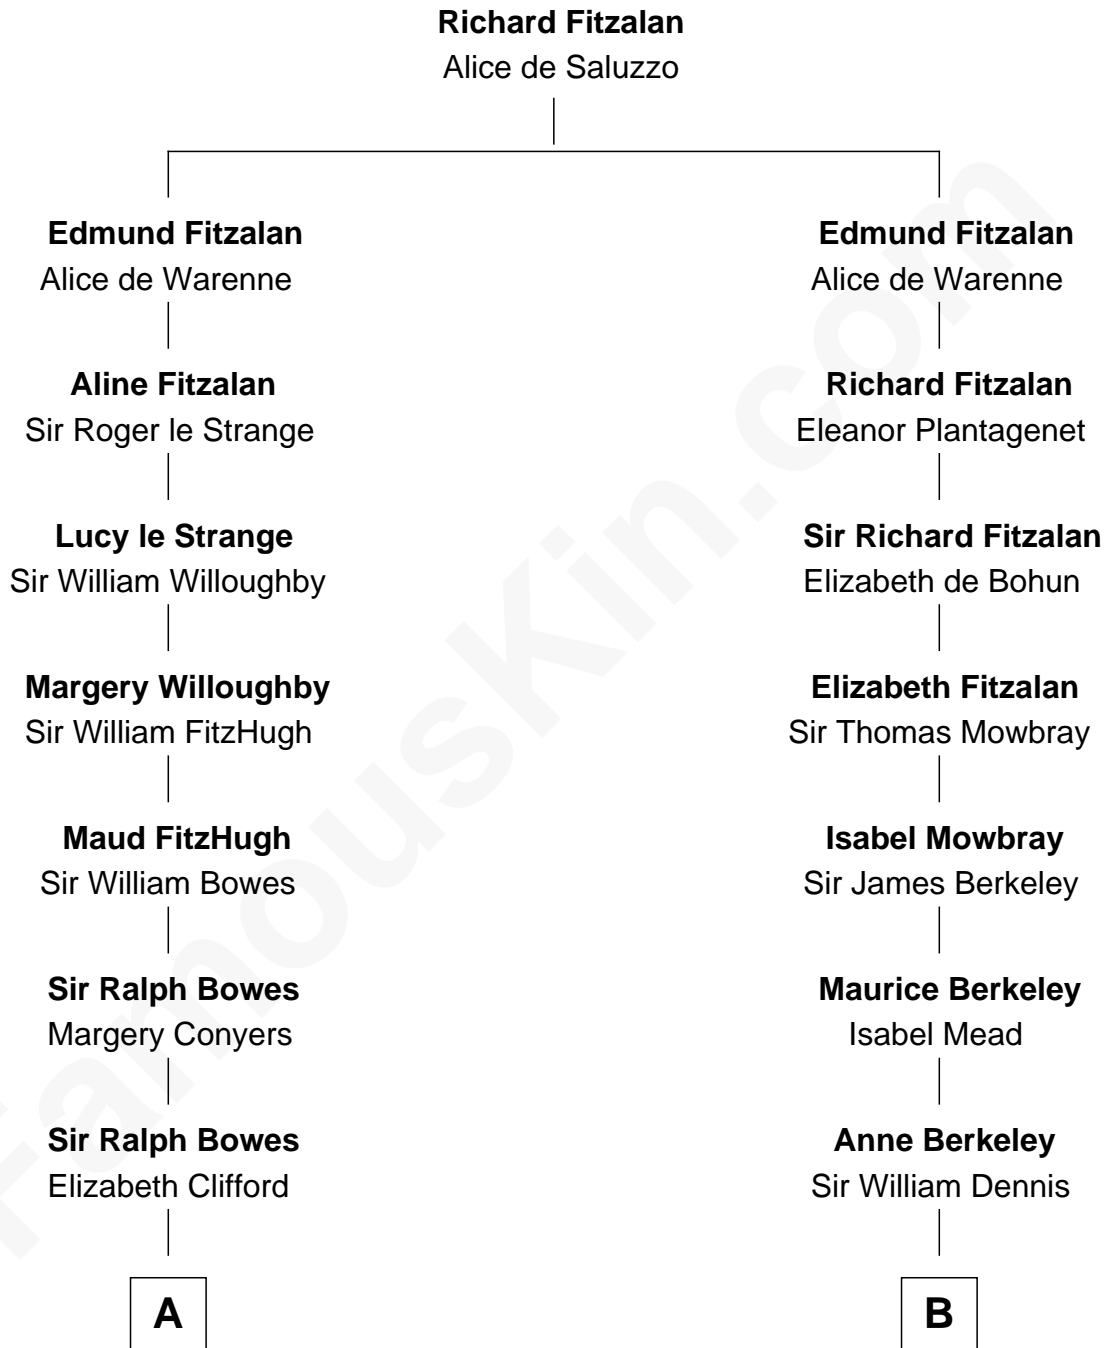 Richard Fitzalan
Alice de Saluzzo
Edmund Fitzalan
Alice de Warenne
Edmund Fitzalan
Alice de Warenne
Aline Fitzalan
Sir Roger le Strange
Richard Fitzalan
Eleanor Plantagenet
Lucy le Strange
Sir William Willoughby
Sir Richard Fitzalan
Elizabeth de Bohun
Margery Willoughby
Sir William FitzHugh
Elizabeth Fitzalan
Sir Thomas Mowbray
Maud FitzHugh
Sir William Bowes
Isabel Mowbray
Sir James Berkeley
Sir Ralph Bowes
Margery Conyers
Maurice Berkeley
Isabel Mead
Sir Ralph Bowes
Elizabeth Clifford
Anne Berkeley
Sir William Dennis
A
B
FamousKin.com